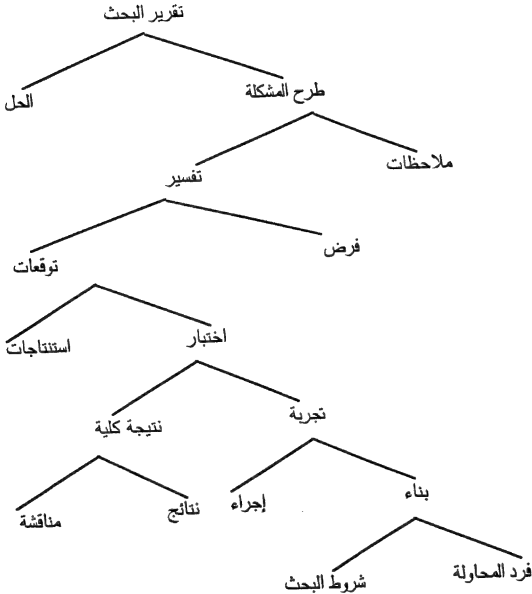 تقرير البحث
طرح المشكلة
الحل
ملاحظات
تفسير
فرض
توقعات
اختبار
استنتاجات
تجربة
نتيجة كلية
بناء
إجراء
نتائج
مناقشة
فرد المحاولة
شروط البحث